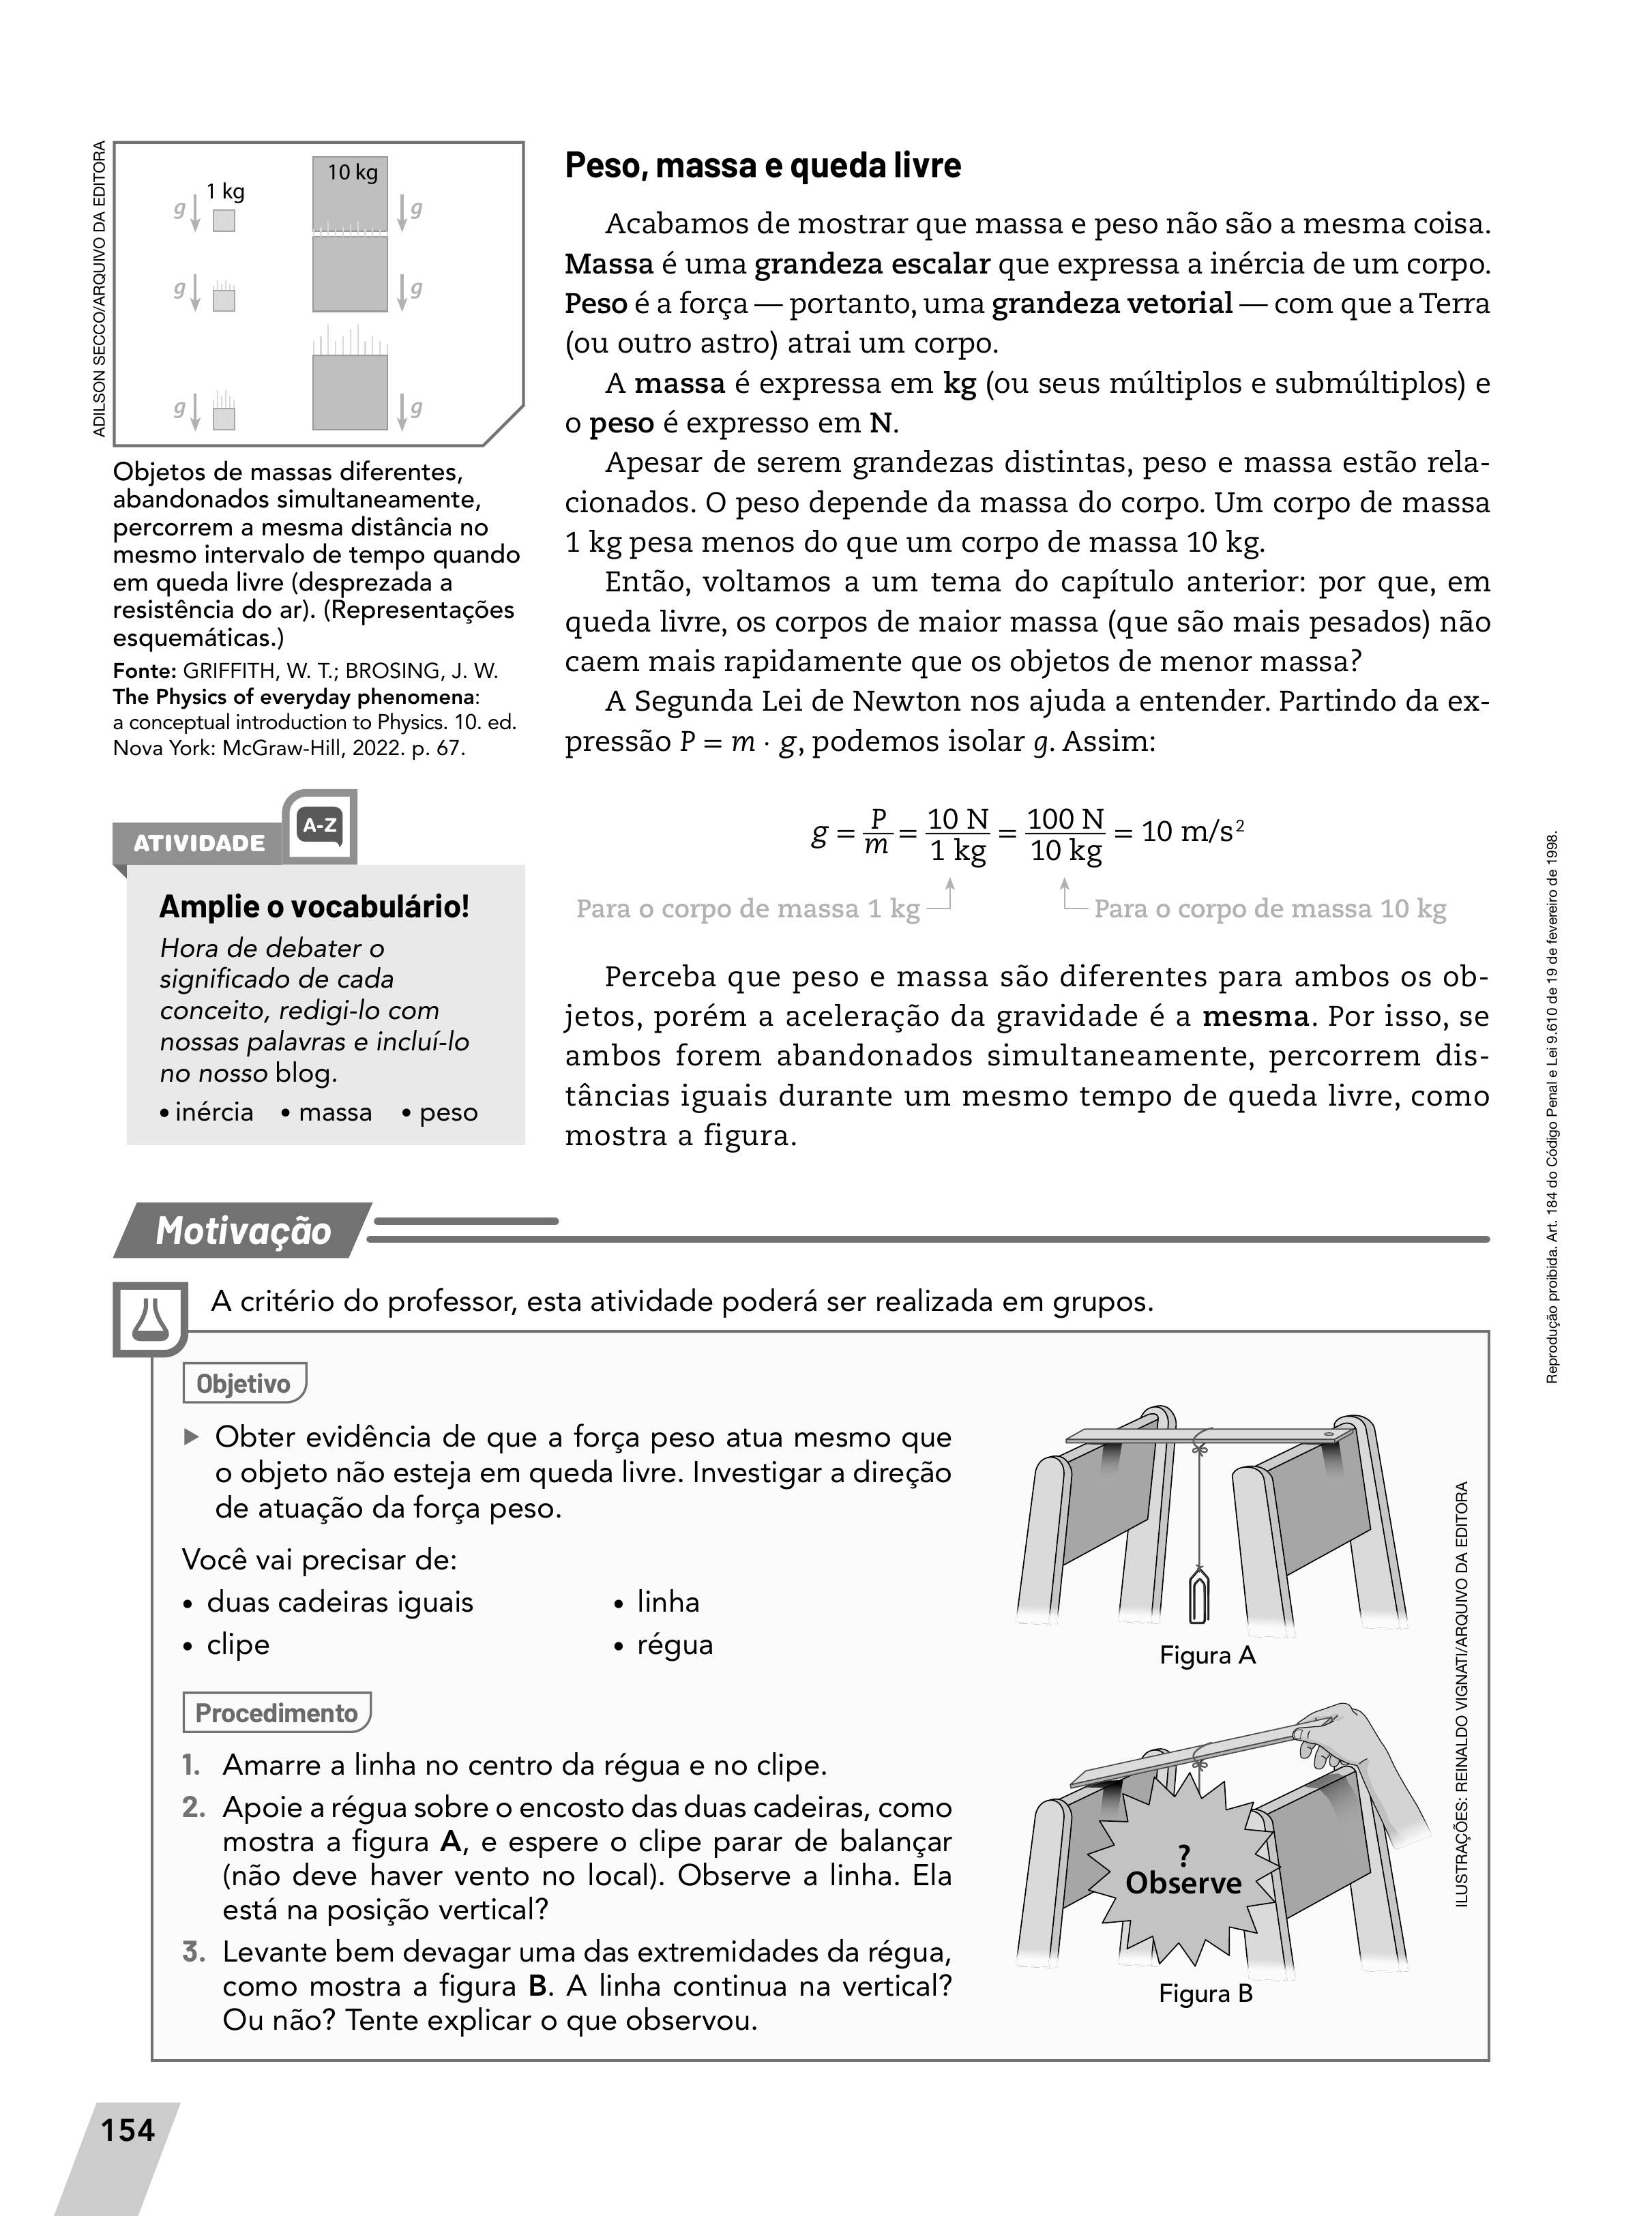 ADILSON SECCO/ARQUIVO DA EDITORA
1 kg
10 kg
g
g
g
g
g
g
Objetos de massas diferentes,
abandonados simultaneamente,
percorrem a mesma distância no
mesmo intervalo de tempo quando
em queda livre (desprezada a
resistência do ar). (Representações
esquemáticas.)
Fonte: GRIFFITH, W. T.; BROSING, J. W.
The Physics of everyday phenomena:
a conceptual introduction to Physics. 10. ed.
Nova York: McGraw-Hill, 2022. p. 67.
ATIVIDADE
A-Z
Amplie o vocabulário!
Hora de debater o
significado de cada
conceito, redigi-lo com
nossas palavras e incluí-lo
no nosso blog.
• inércia • massa • peso
Peso, massa e queda livre
Acabamos de mostrar que massa e peso não são a mesma coisa.
Massa é uma grandeza escalar que expressa a inércia de um corpo.
Peso é a força — portanto, uma grandeza vetorial — com que a Terra
(ou outro astro) atrai um corpo.
A massa é expressa em kg (ou seus múltiplos e submúltiplos) e
o peso é expresso em N.
Apesar de serem grandezas distintas, peso e massa estão rela-
cionados. O peso depende da massa do corpo. Um corpo de massa
1 kg pesa menos do que um corpo de massa 10 kg.
Então, voltamos a um tema do capítulo anterior: por que, em
queda livre, os corpos de maior massa (que são mais pesados) não
caem mais rapidamente que os objetos de menor massa?
A Segunda Lei de Newton nos ajuda a entender. Partindo da ex-
pressão P = m · g, podemos isolar g. Assim:
g = P/m = 10 N/1 kg = 100 N/10 kg = 10 m/s²
Para o corpo de massa 1 kg
Para o corpo de massa 10 kg
Perceba que peso e massa são diferentes para ambos os ob-
jetos, porém a aceleração da gravidade é a mesma. Por isso, se
ambos forem abandonados simultaneamente, percorrem dis-
tâncias iguais durante um mesmo tempo de queda livre, como
mostra a figura.
Reprodução proibida. Art. 184 do Código Penal e Lei 9.610 de 19 de fevereiro de 1998.
Motivação
A critério do professor, esta atividade poderá ser realizada em grupos.
Objetivo
Obter evidência de que a força peso atua mesmo que
o objeto não esteja em queda livre. Investigar a direção
de atuação da força peso.
Você vai precisar de:
• duas cadeiras iguais
• clipe
• linha
• régua
Procedimento
1. Amarre a linha no centro da régua e no clipe.
2. Apoie a régua sobre o encosto das duas cadeiras, como
mostra a figura A, e espere o clipe parar de balançar
(não deve haver vento no local). Observe a linha. Ela
está na posição vertical?
3. Levante bem devagar uma das extremidades da régua,
como mostra a figura B. A linha continua na vertical?
Ou não? Tente explicar o que observou.
Figura A
?
Observe
Figura B
ILUSTRAÇÕES: REINALDO VIGNATI/ARQUIVO DA EDITORA
154